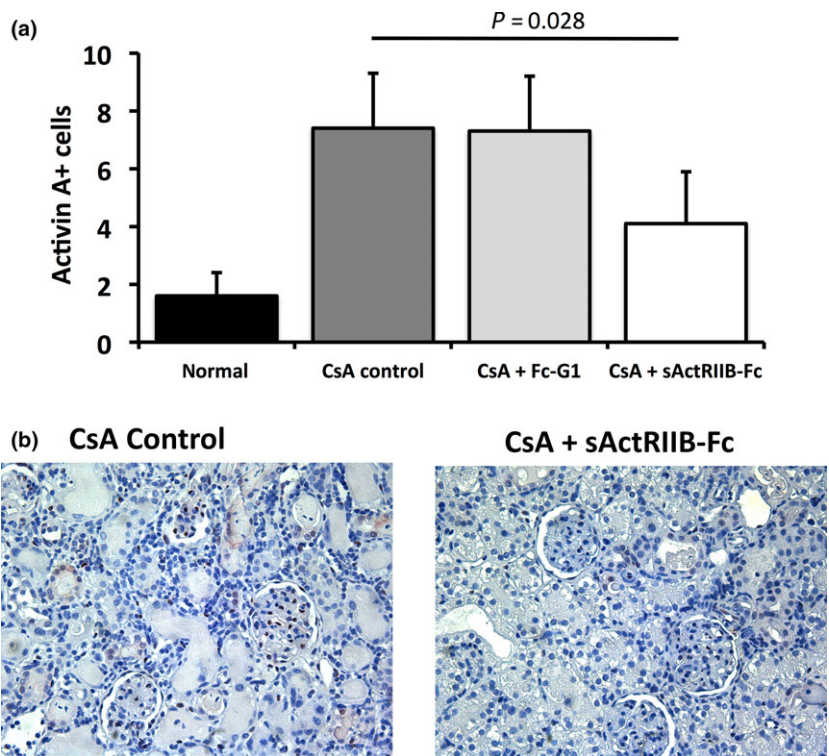 (a)
P = 0.028
Activin A+ cells
10
8
6
4
2
0
Normal
CsA control
CsA + Fc-G1
CsA + sActRIIB-Fc
(b)
CsA Control
CsA + sActRIIB-Fc